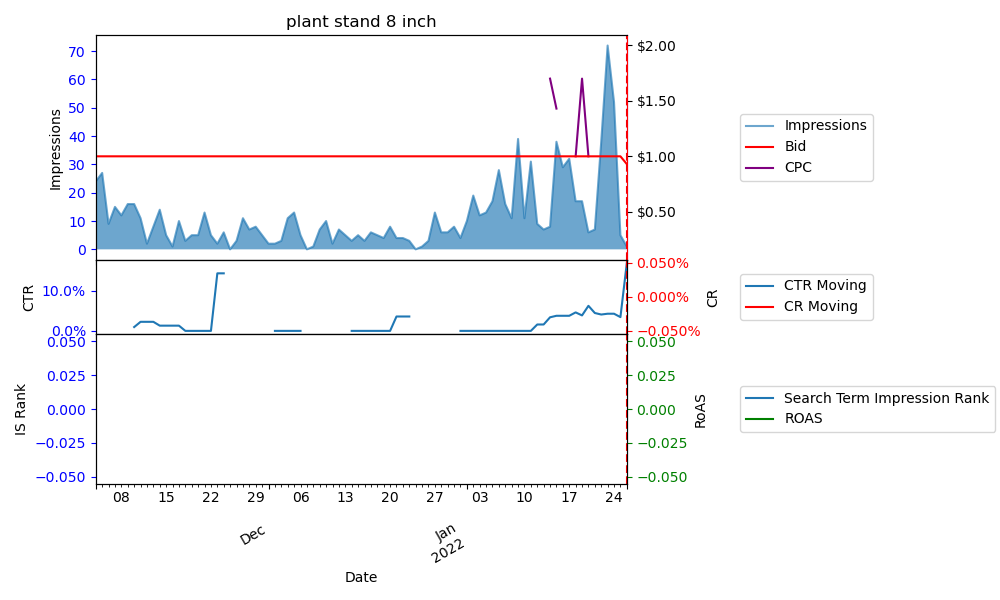 plant stand 8 inch
Impressions
70
60
50
40
30
20
10
0
$2.00
$1.50
$1.00
$0.50
Impressions
Bid
CPC
CTR
10.0%
0.0%
0.050%
0.000%
−0.050%
CR
CTR Moving
CR Moving
IS Rank
0.050
0.025
0.000
−0.025
−0.050
0.050
0.025
0.000
−0.025
−0.050
RoAS
Search Term Impression Rank
ROAS
08 15 22 29 06 13 20 27 03 10 17 24
Dec
Jan
2022
Date